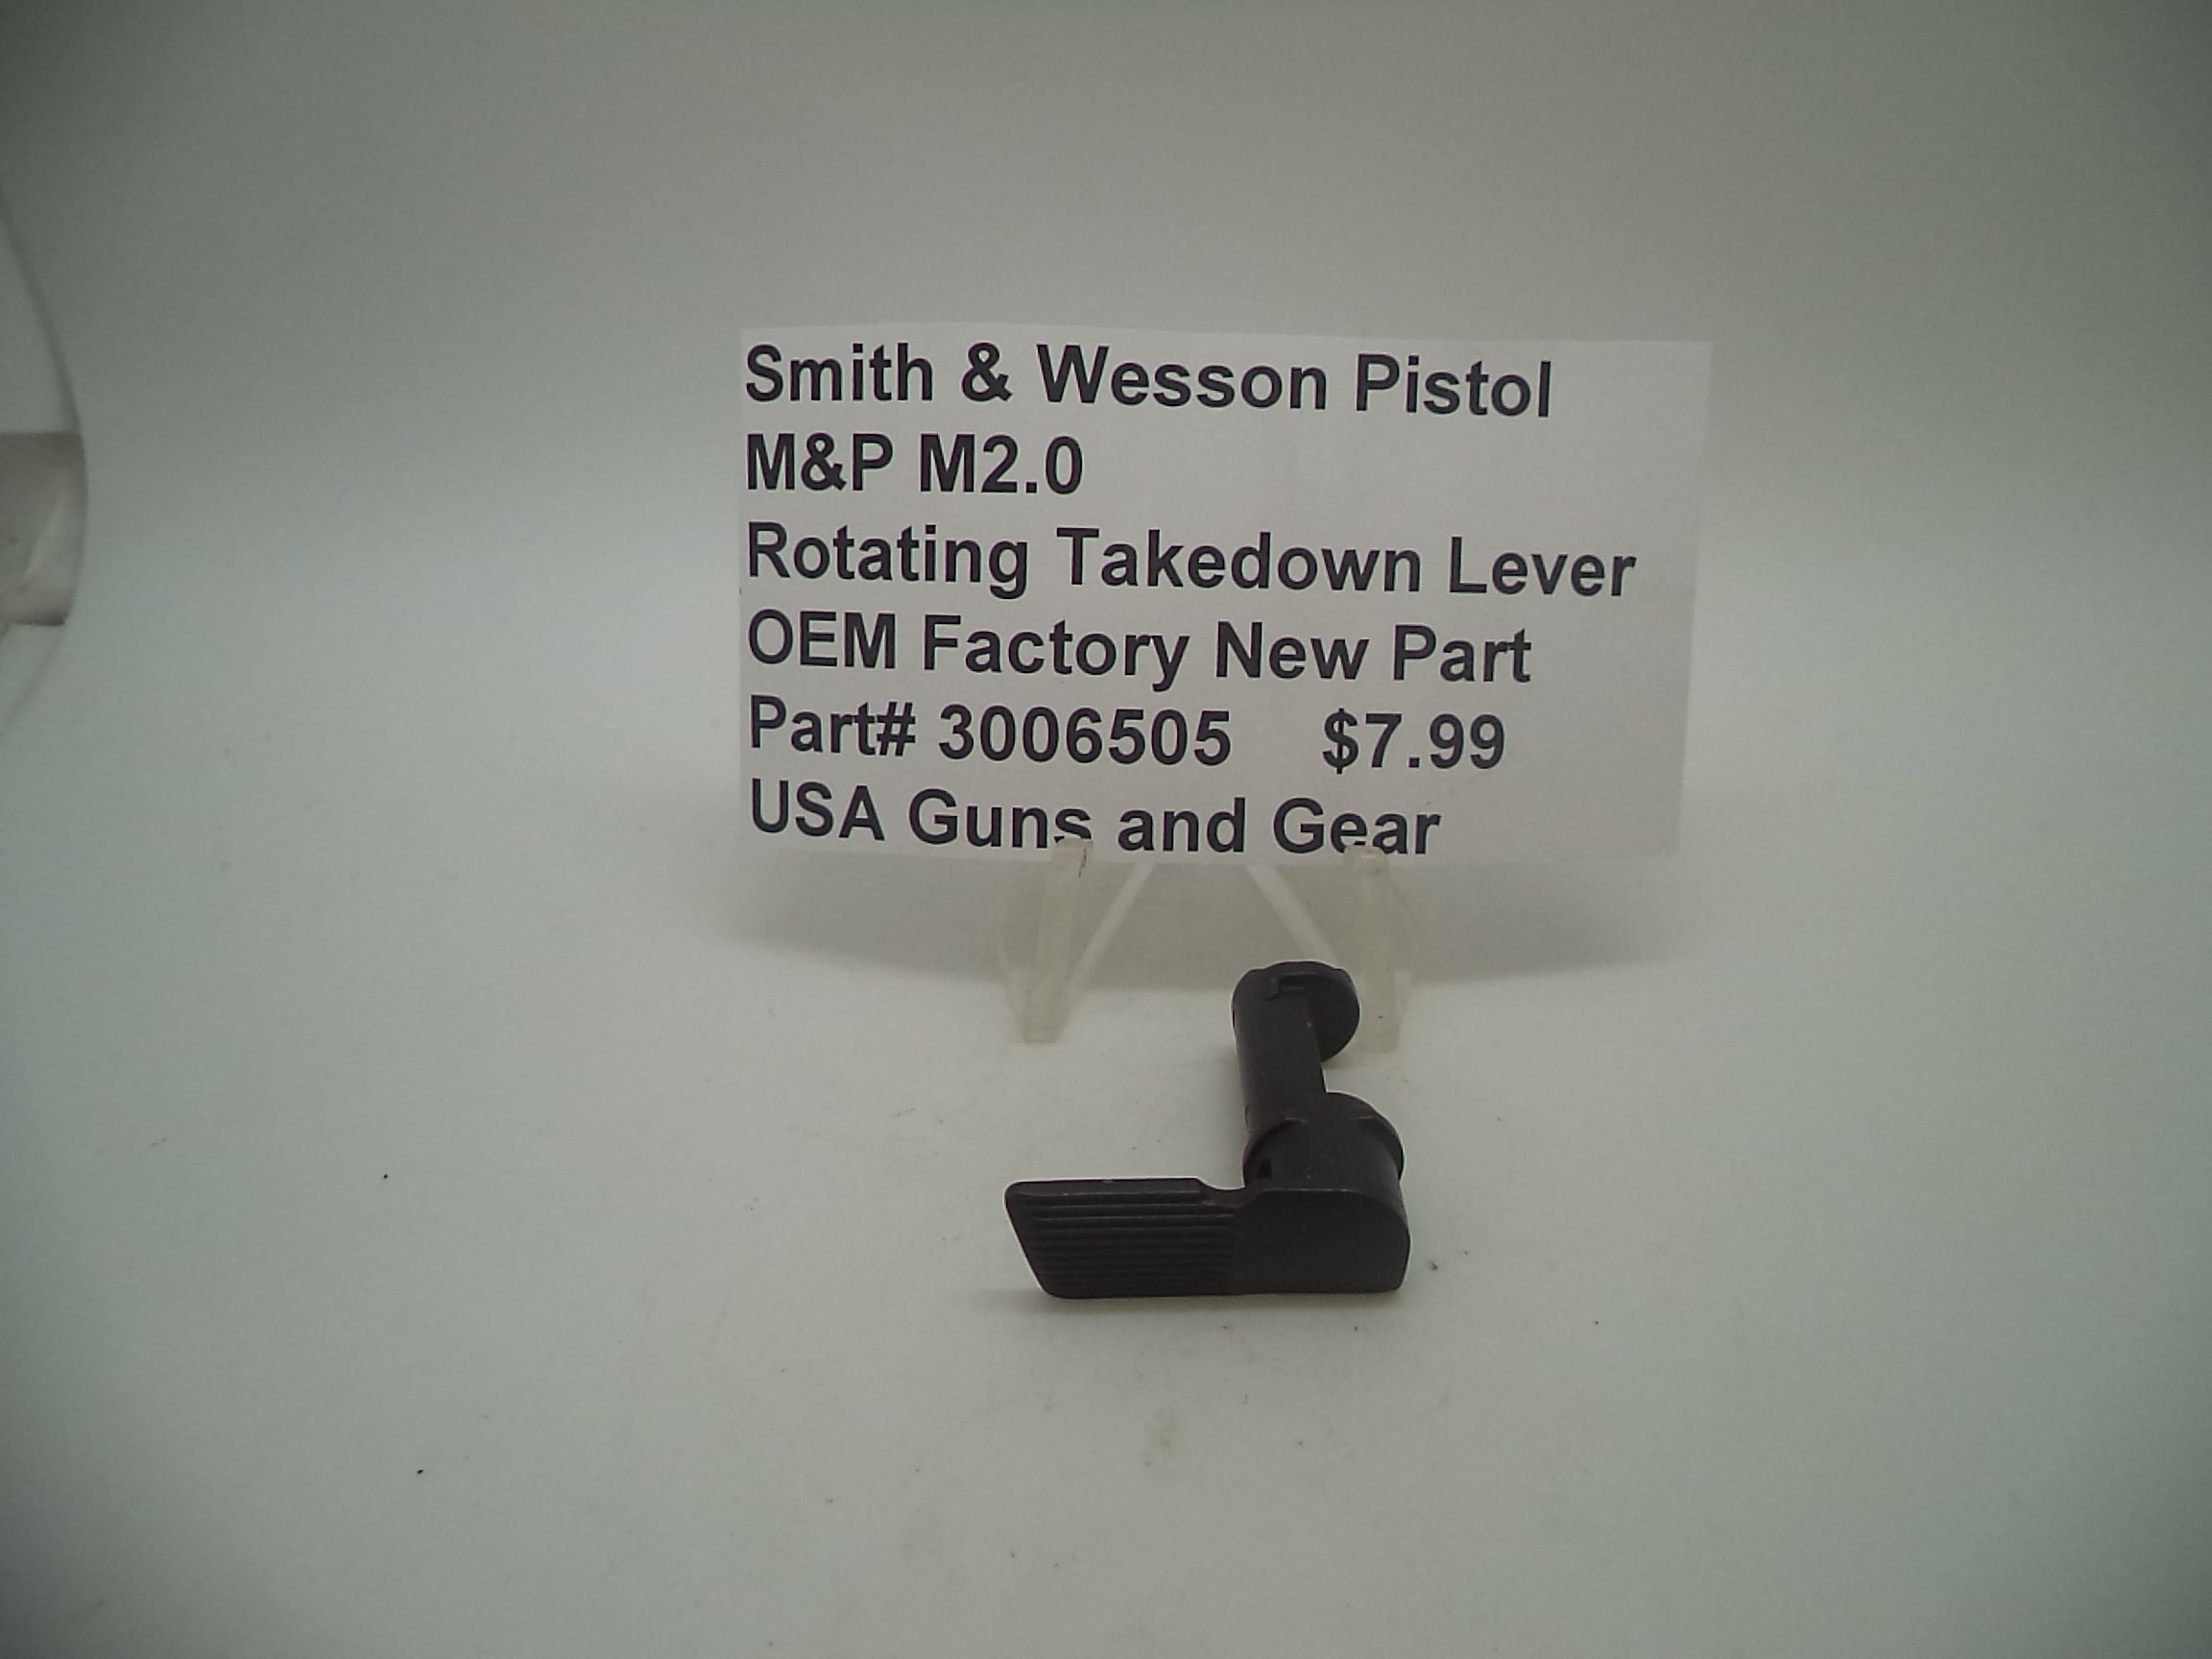 Smith & Wesson Pistol
M&P M2.0
Rotating Takedown Lever
OEM Factory New Part
Part# 3006505 $7.99
USA Guns and Gear